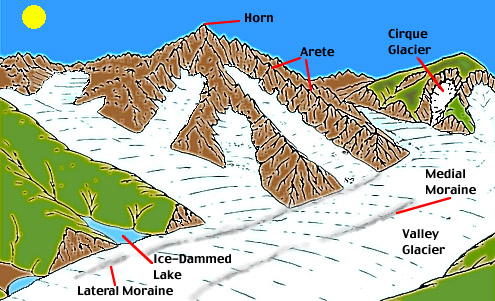 Horn
Arete
Cirque
Glacier
Medial
Moraine
Valley
Glacier
Ice-Dammed
Lake
Lateral Moraine